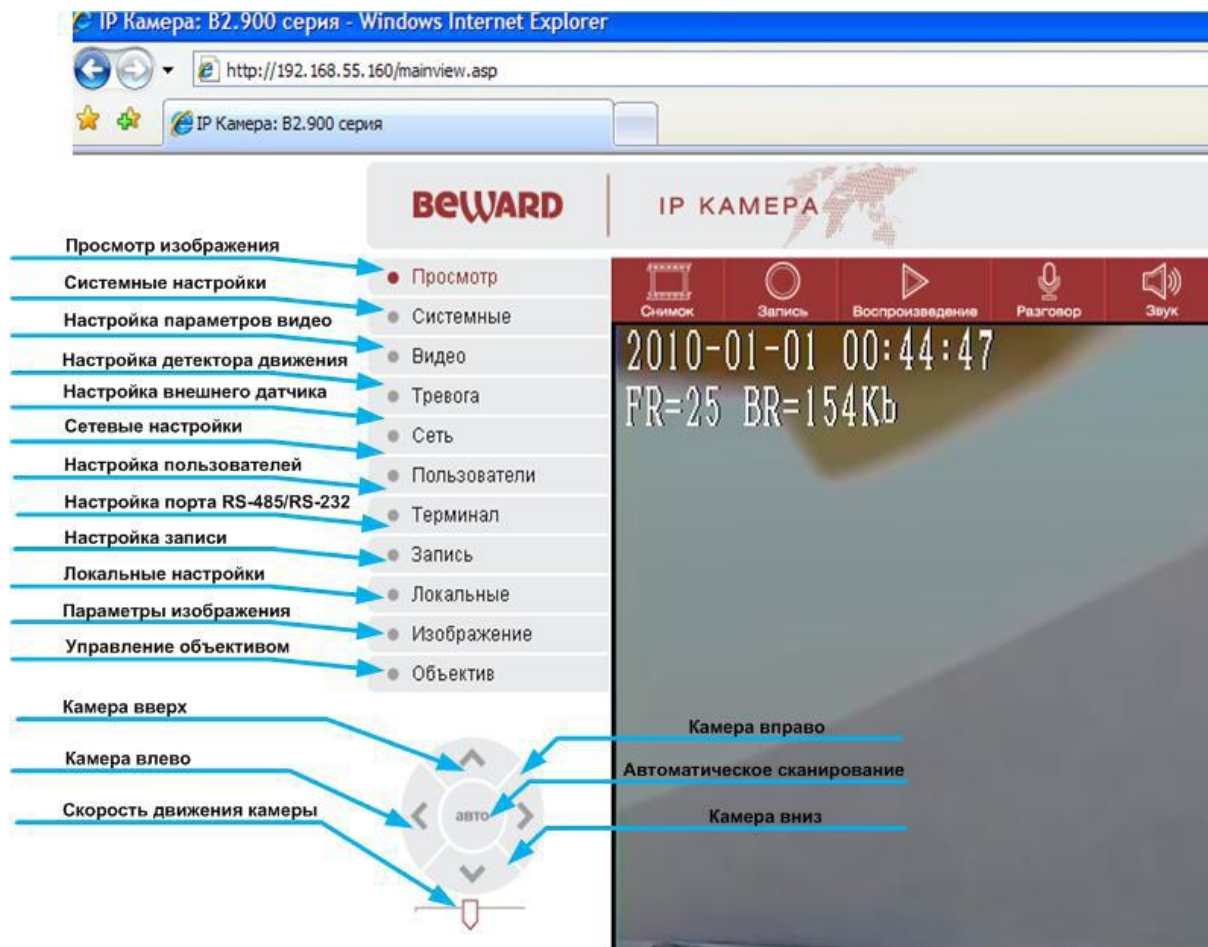 IP Камера: B2.900 серия - Windows Internet Explorer
http://192.168.55.160/mainview.asp
IP Камера: B2.900 серия
BEWARD
IP КАМЕРА
Просмотр изображения
Системные настройки
Настройка параметров видео
Настройка детектора движения
Настройка внешнего датчика
Сетевые настройки
Настройка пользователей
Настройка порта RS-485/RS-232
Настройка записи
Локальные настройки
Параметры изображения
Управление объективом
Просмотр
Системные
Видео
Тревога
Сеть
Пользователи
Терминал
Запись
Локальные
Изображение
Объектив
Снимок
Запись
Воспроизведение
Разговор
Звук
2010-01-01 00:44:47
FR=25 BR=154Kb
Камера вверх
Камера влево
Скорость движения камеры
авто
Камера вправо
Автоматическое сканирование
Камера вниз